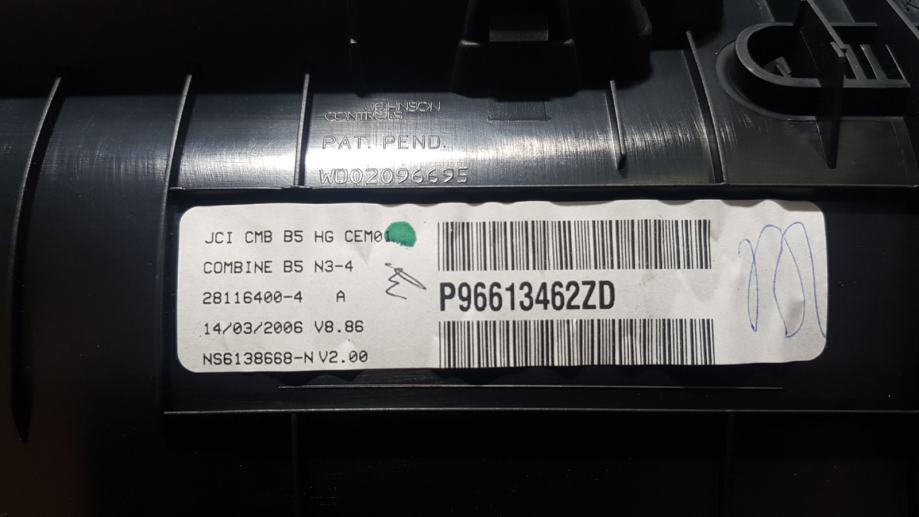 JOHNSON
CONTROLS
PAT. PEND.
WO02096695
JCI CMB B5 HG CEM01
COMBINE B5 N3-4
28116400-4 A
14/03/2006 V8.86
NS6138668-N V2.00
P96613462ZD